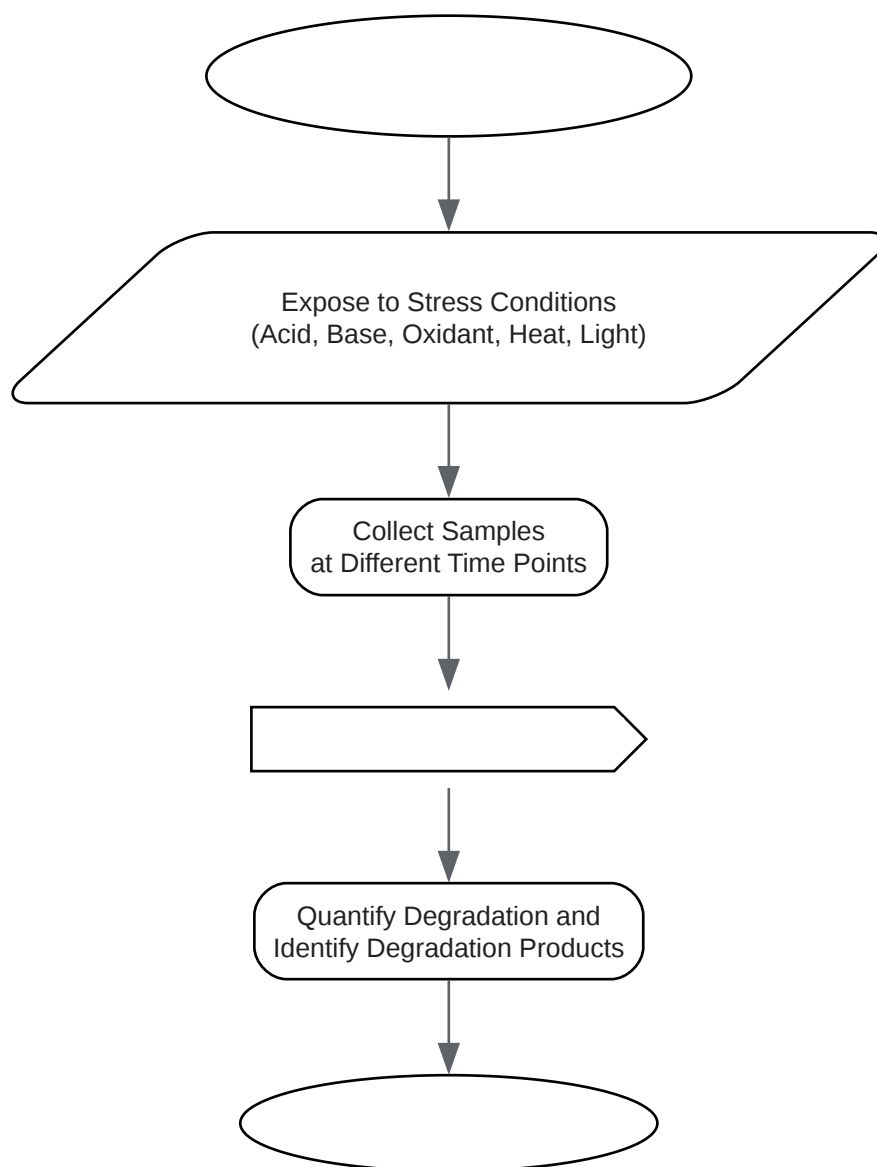 Expose to Stress Conditions
(Acid, Base, Oxidant, Heat, Light)
Collect Samples
at Different Time Points
Quantify Degradation and
Identify Degradation Products